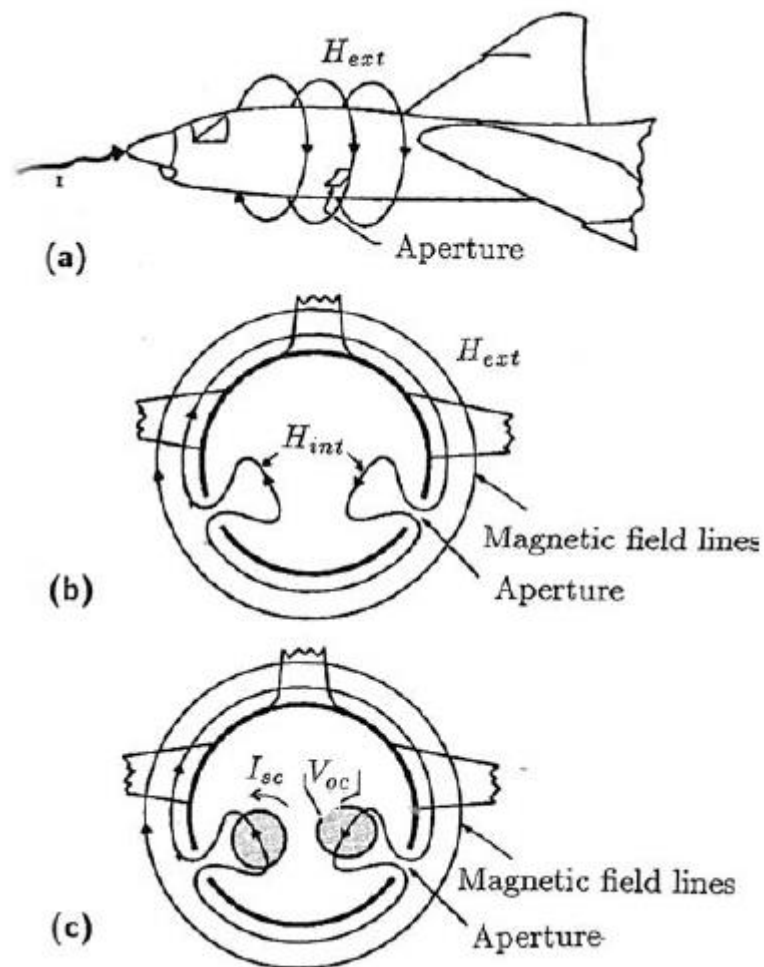 H_ext
I
Aperture
(a)
H_ext
H_int
Magnetic field lines
Aperture
(b)
I_sc
V_oc
Magnetic field lines
Aperture
(c)